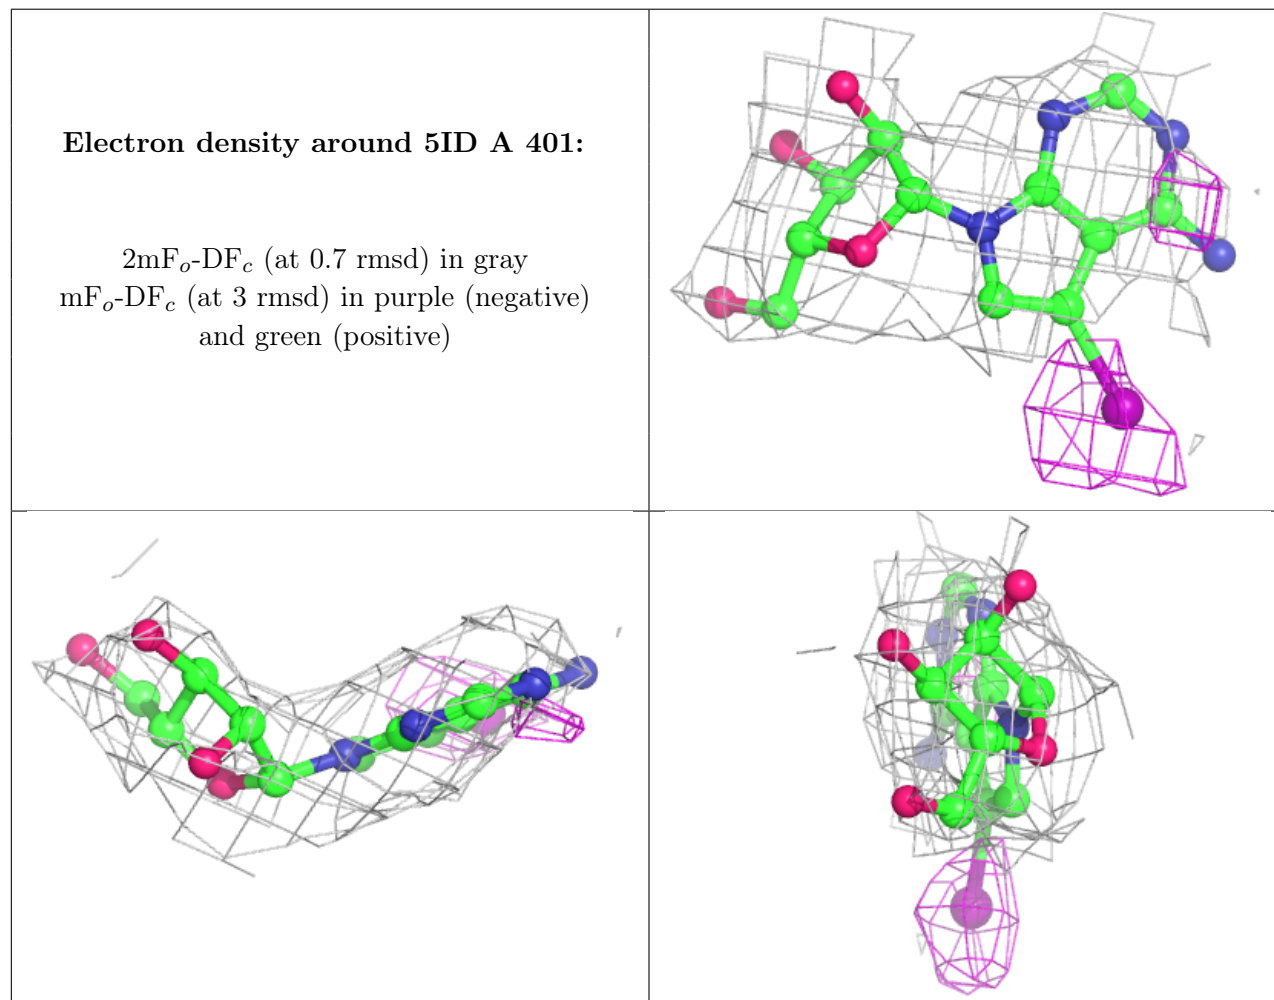 Electron density around 5ID A 401:
2mFo-DFc (at 0.7 rmsd) in gray
mFo-DFc (at 3 rmsd) in purple (negative)
and green (positive)